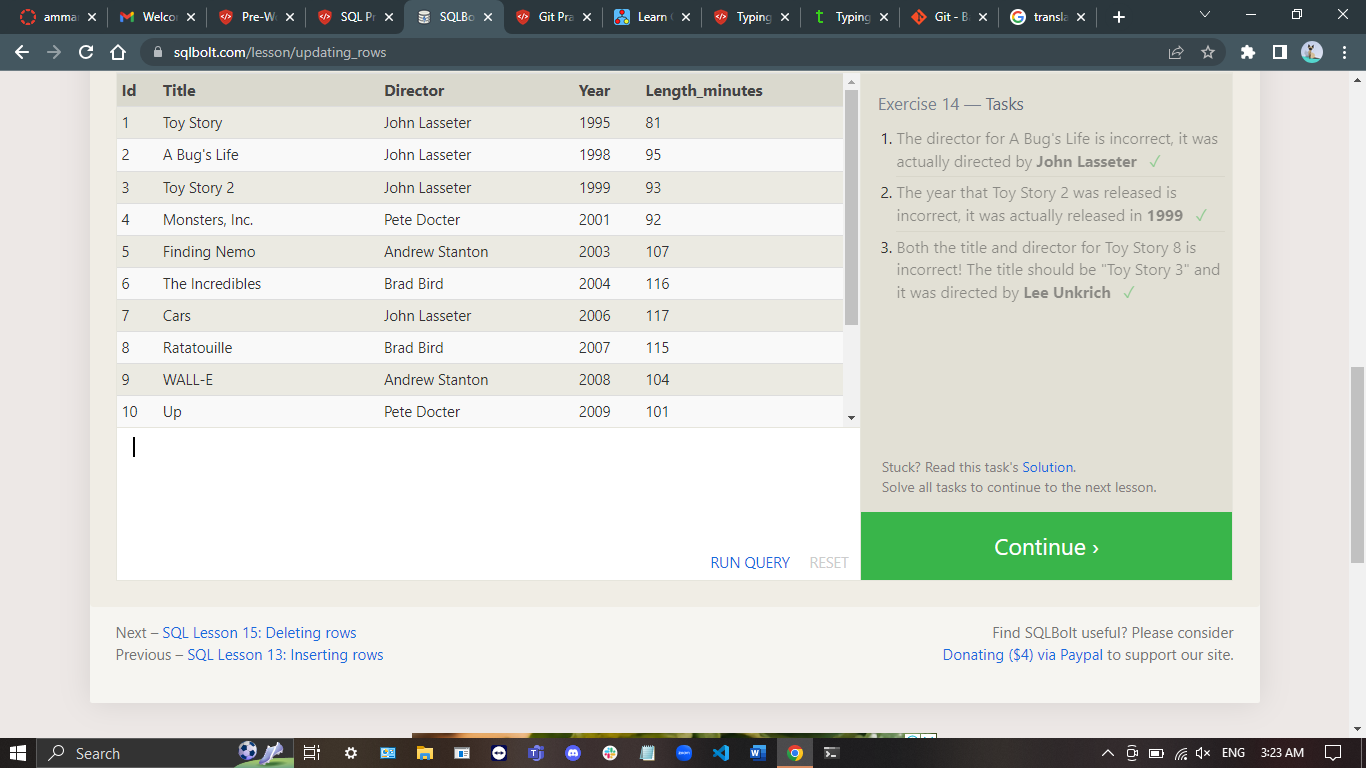 amma
Welcom
Pre-W
SQL Pr
SQLBo
Git Pra
Learn
Typing
Typing
Git - B
transla
sqlbolt.com/lesson/updating_rows
Id Title Director Year Length_minutes
1 Toy Story John Lasseter 1995 81
2 A Bug's Life John Lasseter 1998 95
3 Toy Story 2 John Lasseter 1999 93
4 Monsters, Inc. Pete Docter 2001 92
5 Finding Nemo Andrew Stanton 2003 107
6 The Incredibles Brad Bird 2004 116
7 Cars John Lasseter 2006 117
8 Ratatouille Brad Bird 2007 115
9 WALL-E Andrew Stanton 2008 104
10 Up Pete Docter 2009 101
RUN QUERY RESET
Exercise 14 — Tasks
1. The director for A Bug's Life is incorrect, it was
actually directed by John Lasseter ✓
2. The year that Toy Story 2 was released is
incorrect, it was actually released in 1999 ✓
3. Both the title and director for Toy Story 8 is
incorrect! The title should be "Toy Story 3" and
it was directed by Lee Unkrich ✓
Stuck? Read this task's Solution.
Solve all tasks to continue to the next lesson.
Continue ›
Next – SQL Lesson 15: Deleting rows
Previous – SQL Lesson 13: Inserting rows
Find SQLBolt useful? Please consider
Donating ($4) via Paypal to support our site.
Search
ENG
3:23 AM